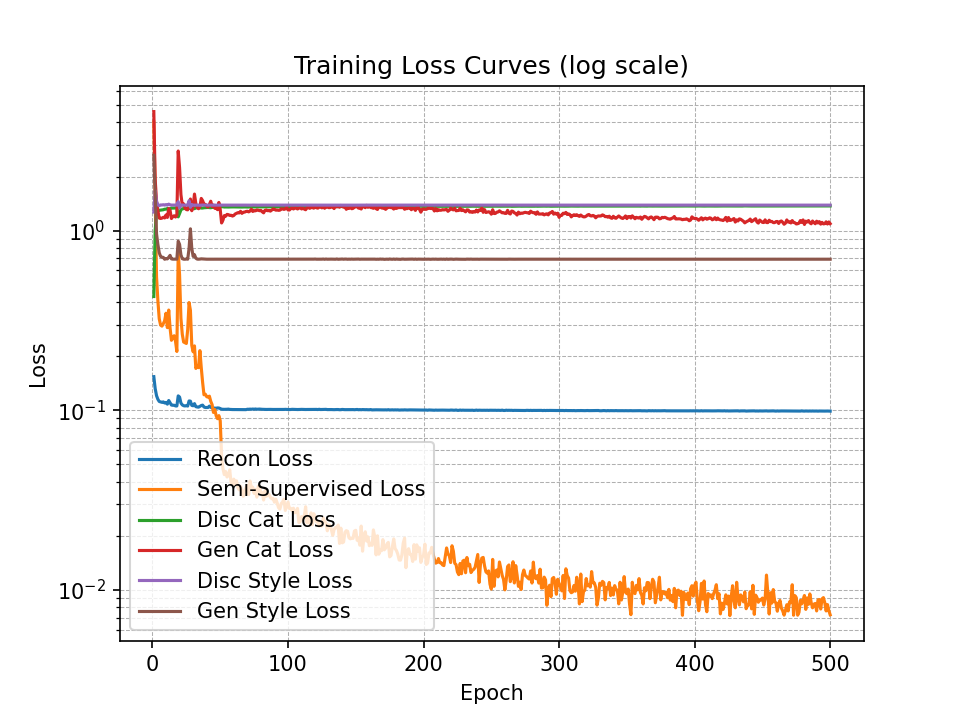 Training Loss Curves (log scale)
Loss
10^0
10^-1
10^-2
Recon Loss
Semi-Supervised Loss
Disc Cat Loss
Gen Cat Loss
Disc Style Loss
Gen Style Loss
0 100 200 300 400 500
Epoch